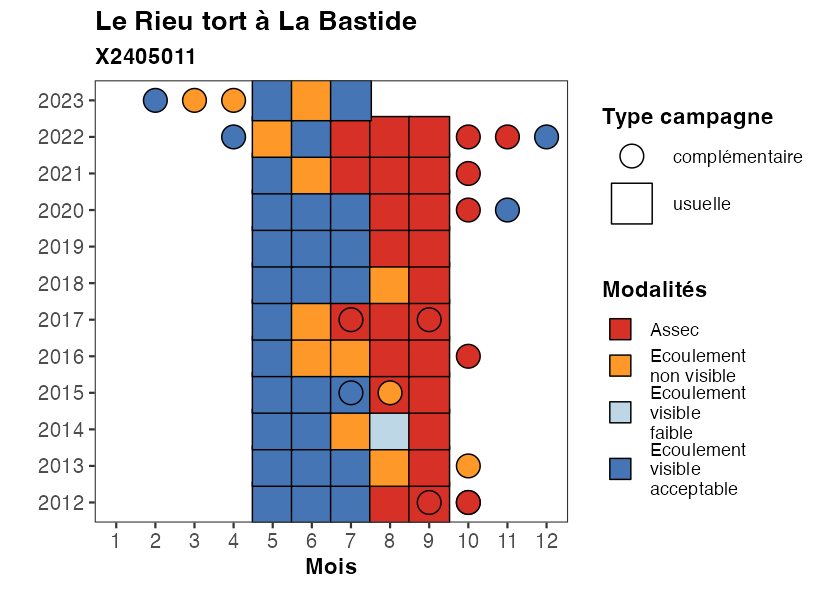 Le Rieu tort à La Bastide
X2405011
2023
2022
2021
2020
2019
2018
2017
2016
2015
2014
2013
2012
1 2 3 4 5 6 7 8 9 10 11 12
Mois
Type campagne
complémentaire
usuelle
Modalités
Assec
Ecoulement
non visible
Ecoulement
visible
faible
Ecoulement
visible
acceptable